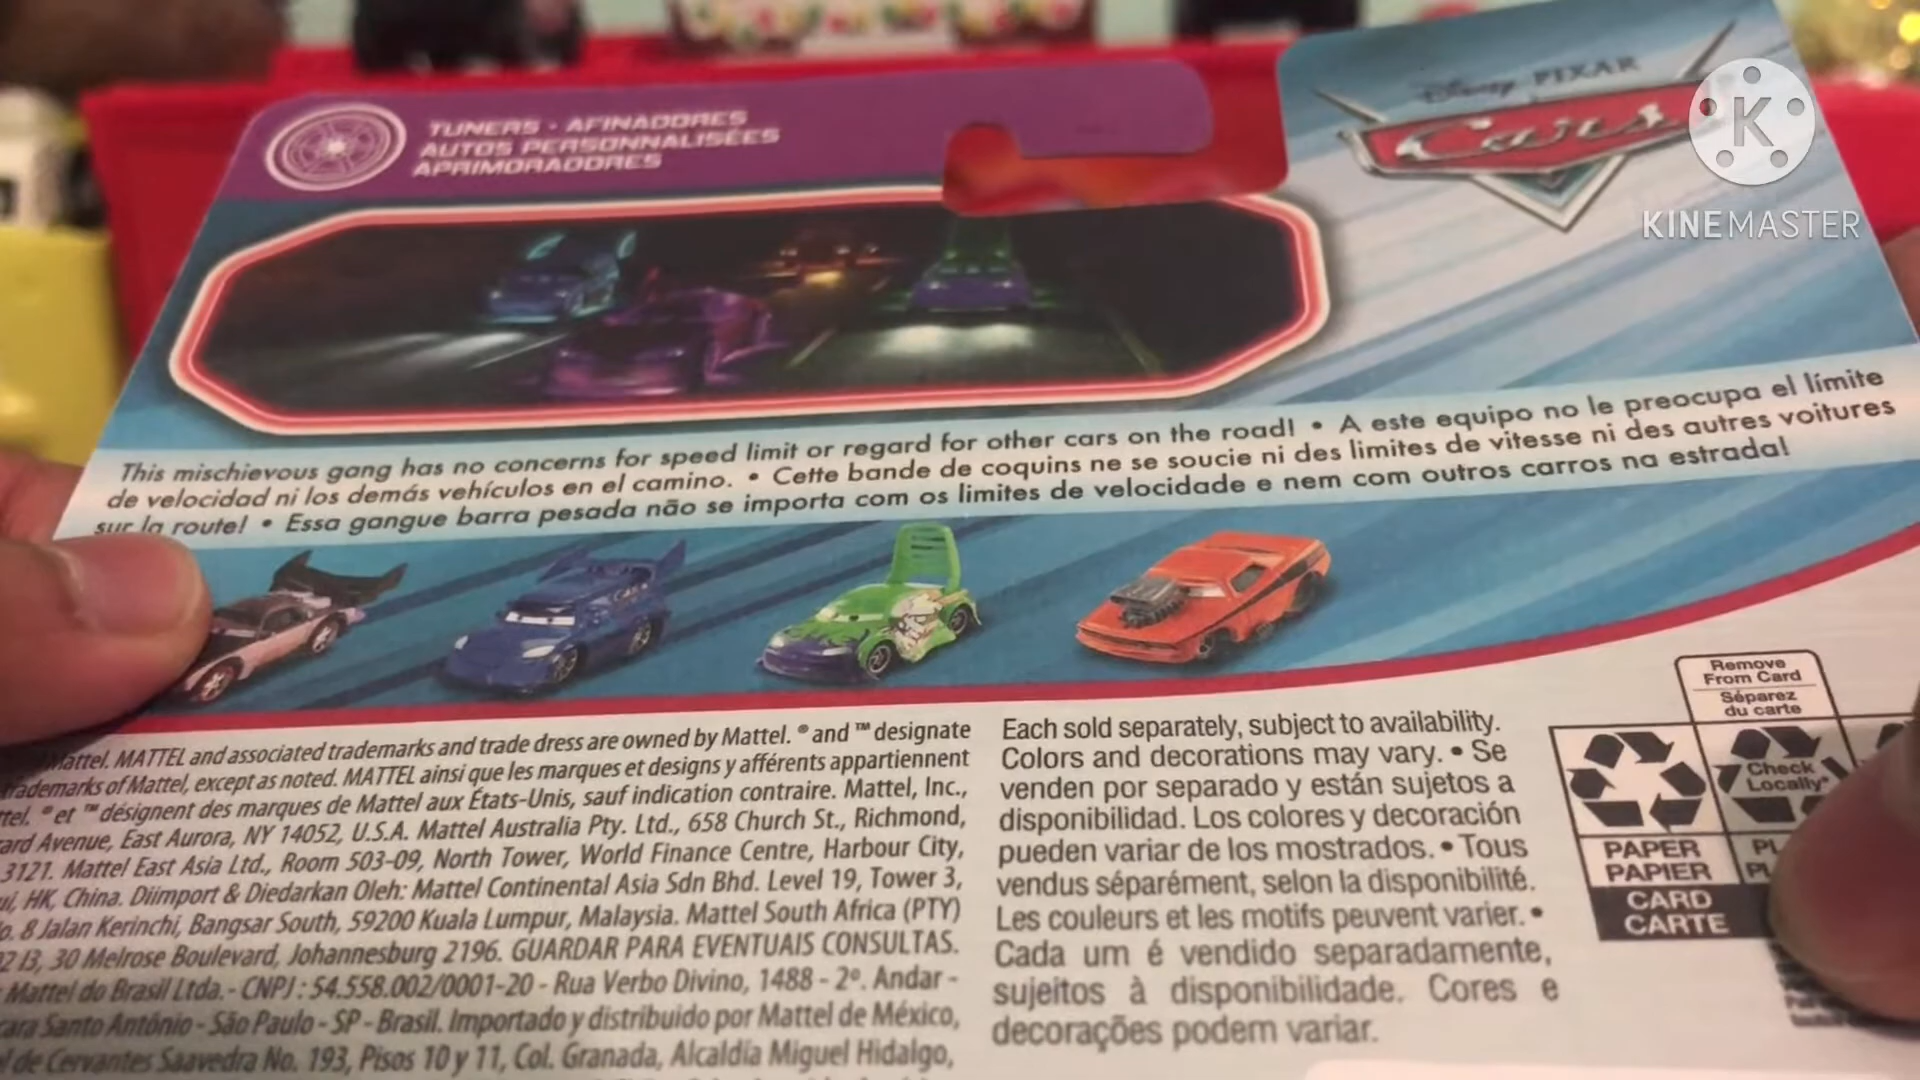 TUNERS • AFINADORES
AUTOS PERSONNALISÉES
APRIMORADORES
Disney PIXAR
Cars
K
KINEMASTER
This mischievous gang has no concerns for speed limit or regard for other cars on the road! • A este equipo no le preocupa el límite
de velocidad ni los demás vehículos en el camino. • Cette bande de coquins ne se soucie ni des limites de vitesse ni des autres voitures
sur la route! • Essa gangue barra pesada não se importa com os limites de velocidade e nem com outros carros na estrada!
Mattel. MATTEL and associated trademarks and trade dress are owned by Mattel. ® and ™ designate
trademarks of Mattel, except as noted. MATTEL ainsi que les marques et designs y afférents appartiennent
® et ™ désignent des marques de Mattel aux États-Unis, sauf indication contraire. Mattel, Inc.,
Avenue, East Aurora, NY 14052, U.S.A. Mattel Australia Pty. Ltd., 658 Church St., Richmond,
3121. Mattel East Asia Ltd., Room 503-09, North Tower, World Finance Centre, Harbour City,
HK, China. Diimport & Diedarkan Oleh: Mattel Continental Asia Sdn Bhd. Level 19, Tower 3,
8 Jalan Kerinchi, Bangsar South, 59200 Kuala Lumpur, Malaysia. Mattel South Africa (PTY)
30 Melrose Boulevard, Johannesburg 2196. GUARDAR PARA EVENTUAIS CONSULTAS.
Mattel do Brasil Ltda.- CNPJ : 54.558.002/0001-20 - Rua Verbo Divino, 1488 - 2º. Andar -
Santo Antônio - São Paulo - SP - Brasil. Importado y distribuido por Mattel de México,
de Cervantes Saavedra No. 193, Pisos 10 y 11, Col. Granada, Alcaldía Miguel Hidalgo,
Each sold separately, subject to availability.
Colors and decorations may vary. • Se
venden por separado y están sujetos a
disponibilidad. Los colores y decoración
pueden variar de los mostrados. • Tous
vendus séparément, selon la disponibilité.
Les couleurs et les motifs peuvent varier. •
Cada um é vendido separadamente,
sujeitos à disponibilidade. Cores e
decorações podem variar.
Remove
From Card
Séparez
du carte
Check
Locally*
PAPER
PAPIER
CARD
CARTE